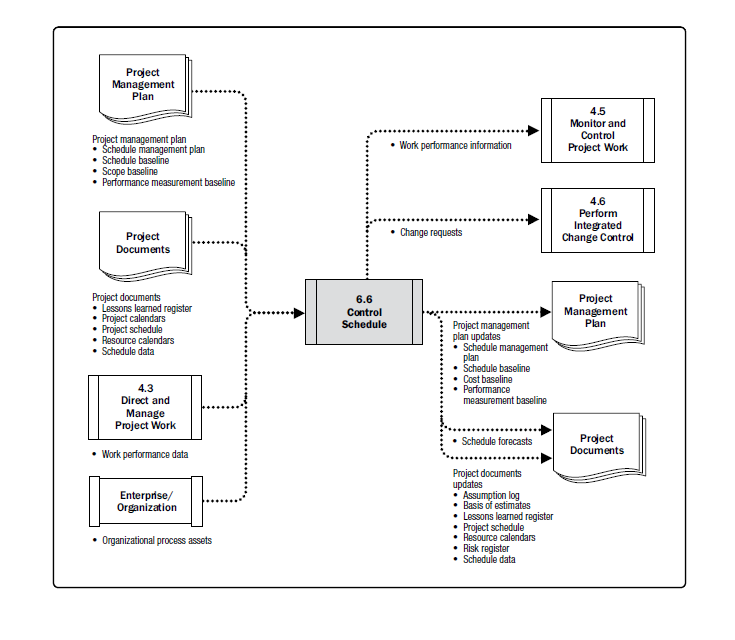 Project
Management
Plan
Project management plan
• Schedule management plan
• Schedule baseline
• Scope baseline
• Performance measurement baseline
Project
Documents
Project documents
• Lessons learned register
• Project calendars
• Project schedule
• Resource calendars
• Schedule data
4.3
Direct and
Manage
Project Work
• Work performance data
Enterprise/
Organization
• Organizational process assets
6.6
Control
Schedule
4.5
Monitor and
Control
Project Work
• Work performance information
4.6
Perform
Integrated
Change Control
• Change requests
Project
Management
Plan
Project management
plan updates
• Schedule management
plan
• Schedule baseline
• Cost baseline
• Performance
measurement baseline
Project
Documents
• Schedule forecasts
Project documents
updates
• Assumption log
• Basis of estimates
• Lessons learned register
• Project schedule
• Resource calendars
• Risk register
• Schedule data